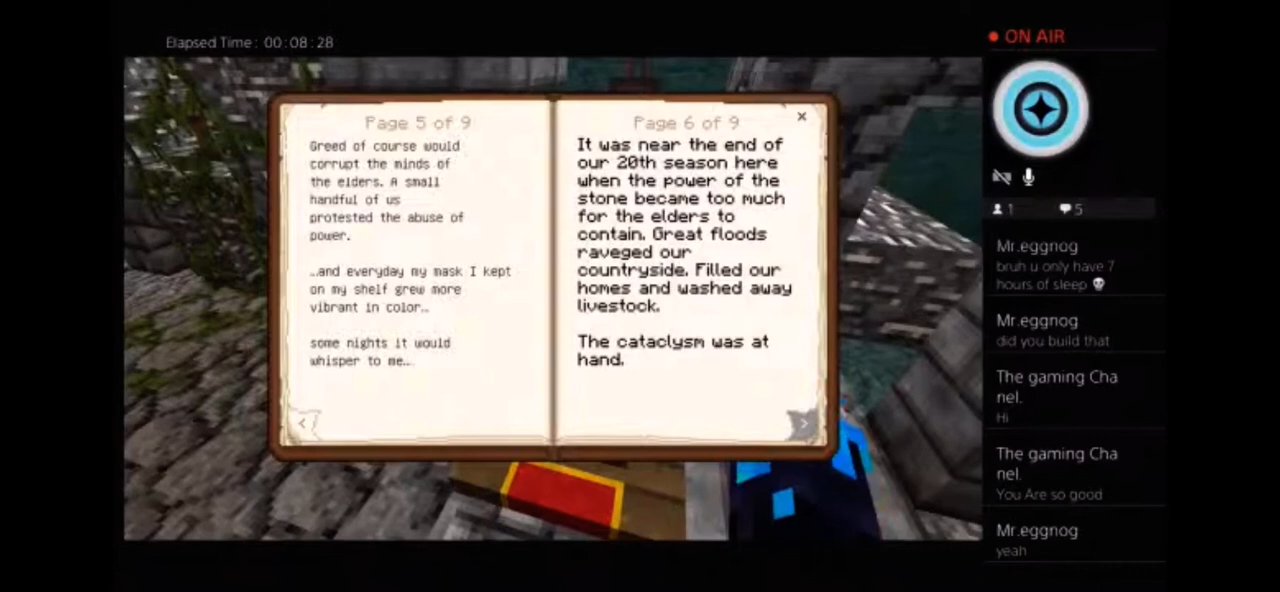 Elapsed Time : 00:08:28
ON AIR
Page 5 of 9
Greed of course would
corrupt the minds of
the elders. A small
handful of us
protested the abuse of
power.
…and everyday my mask I kept
on my shelf grew more
vibrant in color…
some nights it would
whisper to me…
Page 6 of 9
It was near the end of
our 20th season here
when the power of the
stone became too much
for the elders to
contain. Great floods
raveged our
countryside. Filled our
homes and washed away
livestock.
The cataclysm was at
hand.
1 5
Mr.eggnog
bruh u only have 7
hours of sleep 💀
Mr.eggnog
did you build that
The gaming Cha
nel.
Hi
The gaming Cha
nel.
You Are so good
Mr.eggnog
yeah